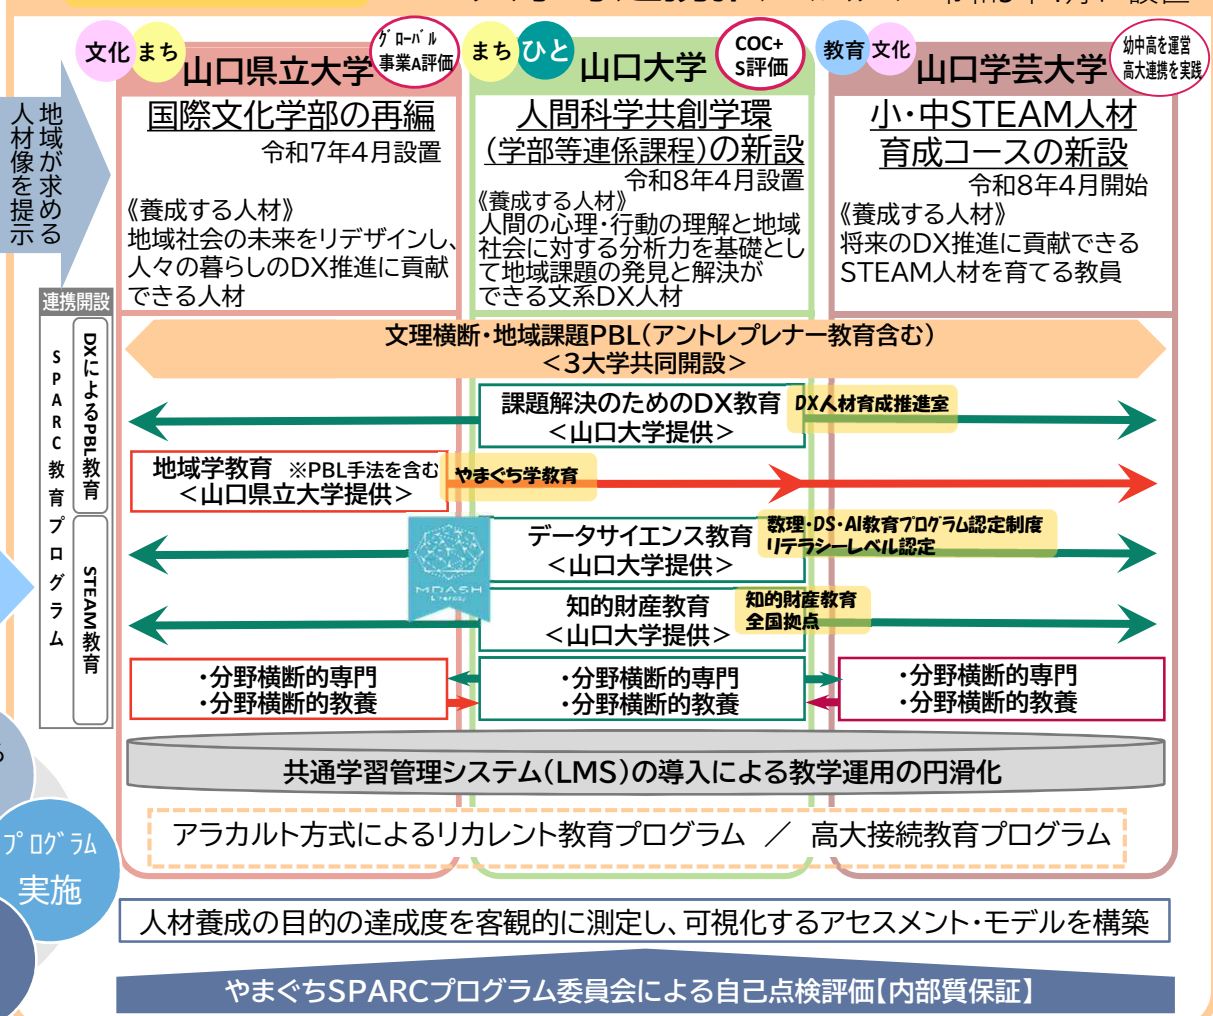 文化
まち
山口県立大学
グローバル
事業A評価
まち
ひと
山口大学
COC+
S評価
教育
文化
山口学芸大学
幼中高を運営
高大連携を実践
地域が求める
人材像を提示
国際文化学部の再編
令和7年4月設置
《養成する人材》
地域社会の未来をリデザインし、
人々の暮らしのDX推進に貢献
できる人材
人間科学共創学環
(学部等連係課程)の新設
令和8年4月設置
《養成する人材》
人間の心理・行動の理解と地域
社会に対する分析力を基礎とし
て地域課題の発見と解決が
できる文系DX人材
小・中STEAM人材
育成コースの新設
令和8年4月開始
《養成する人材》
将来のDX推進に貢献できる
STEAM人材を育てる教員
連携開設
SPARC教育プログラム
DXによるPBL教育
STEAM教育
文理横断・地域課題PBL(アントレプレナー教育含む)
<3大学共同開設>
課題解決のためのDX教育
<山口大学提供>
DX人材育成推進室
地域学教育 ※PBL手法を含む
<山口県立大学提供>
やまぐち学教育
データサイエンス教育
<山口大学提供>
数理・DS・AI教育プログラム認定制度
リテラシーレベル認定
MDASH
Literacy
知的財産教育
<山口大学提供>
知的財産教育
全国拠点
・分野横断的専門
・分野横断的教養
・分野横断的専門
・分野横断的教養
・分野横断的専門
・分野横断的教養
共通学習管理システム(LMS)の導入による教学運用の円滑化
アラカルト方式によるリカレント教育プログラム / 高大接続教育プログラム
プログラム
実施
人材養成の目的の達成度を客観的に測定し、可視化するアセスメント・モデルを構築
やまぐちSPARCプログラム委員会による自己点検評価【内部質保証】